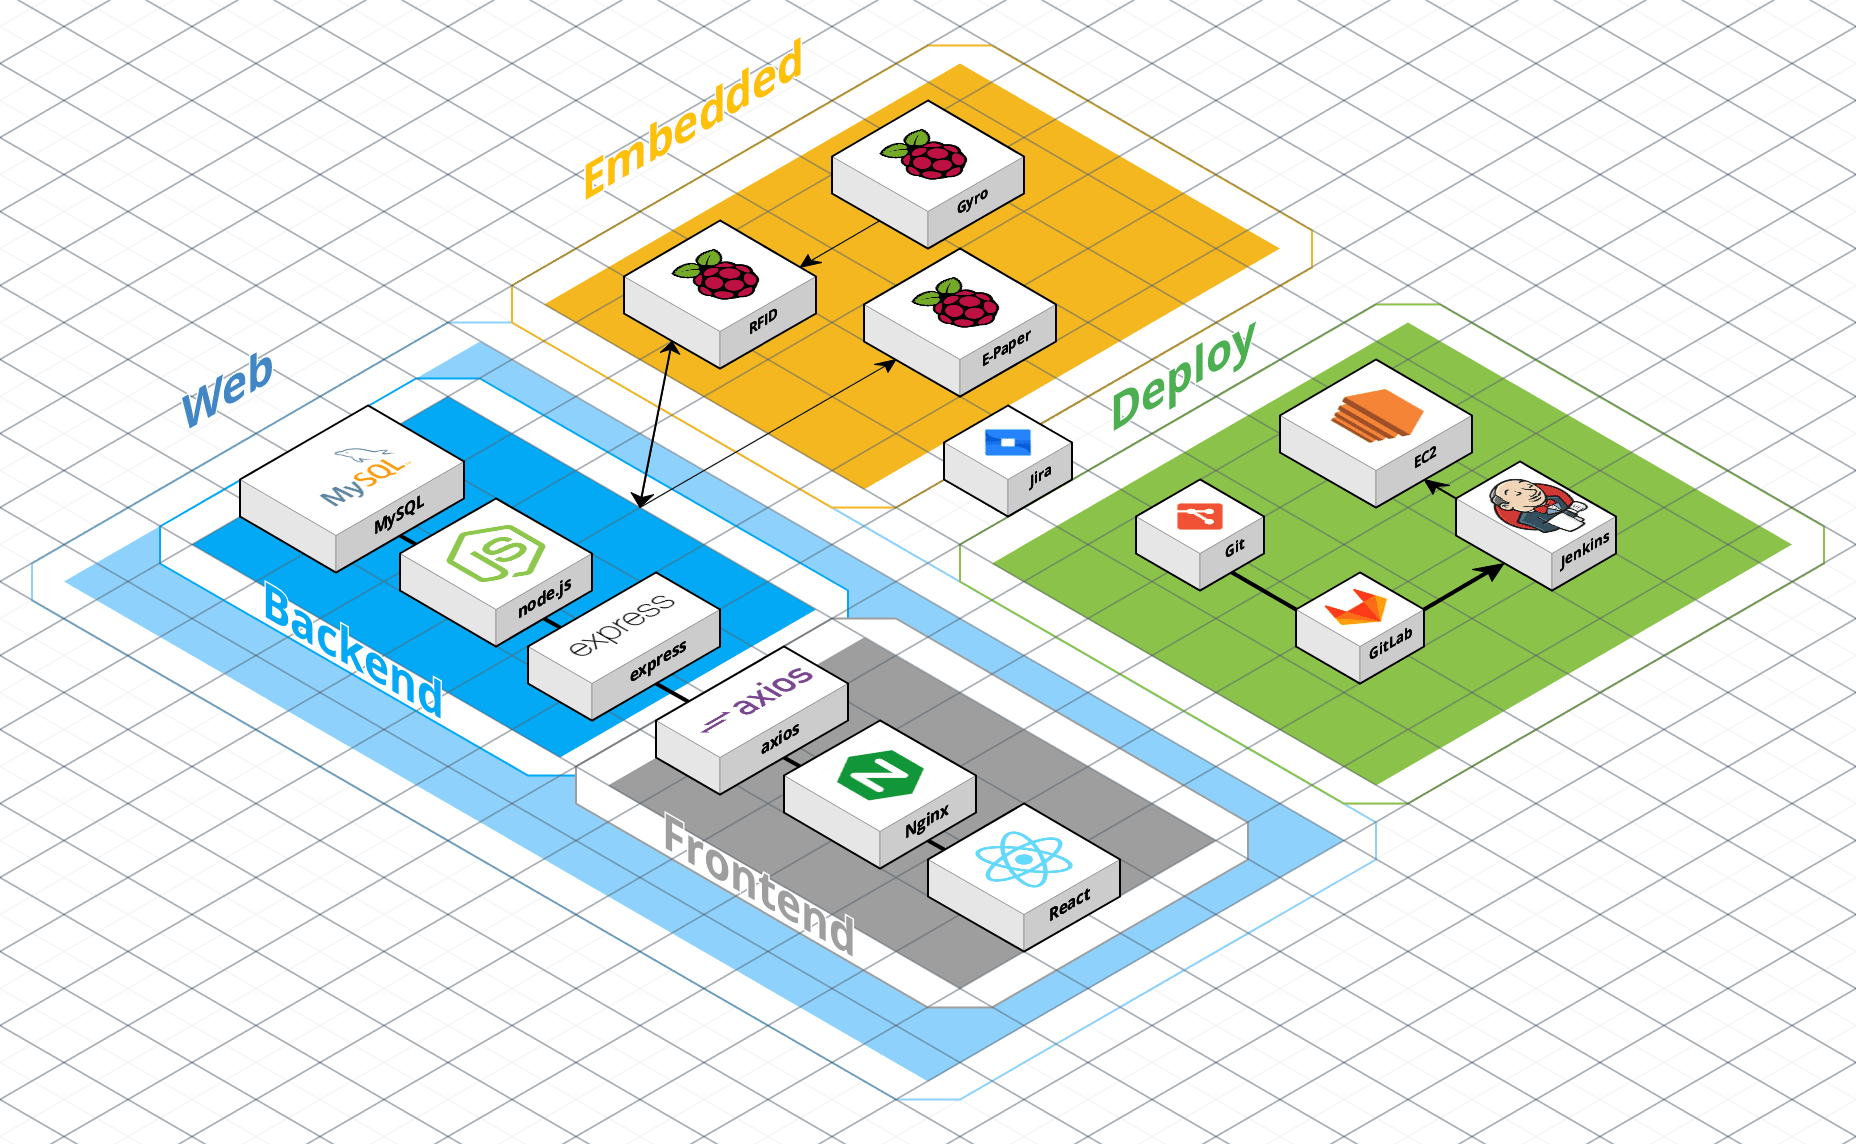 Embedded
Gyro
RFID
E-Paper
Web
MySQL
MySQL
JS
node.js
express
express
Backend
axios
axios
N
Nginx
React
Frontend
Jira
Deploy
EC2
Git
Jenkins
GitLab